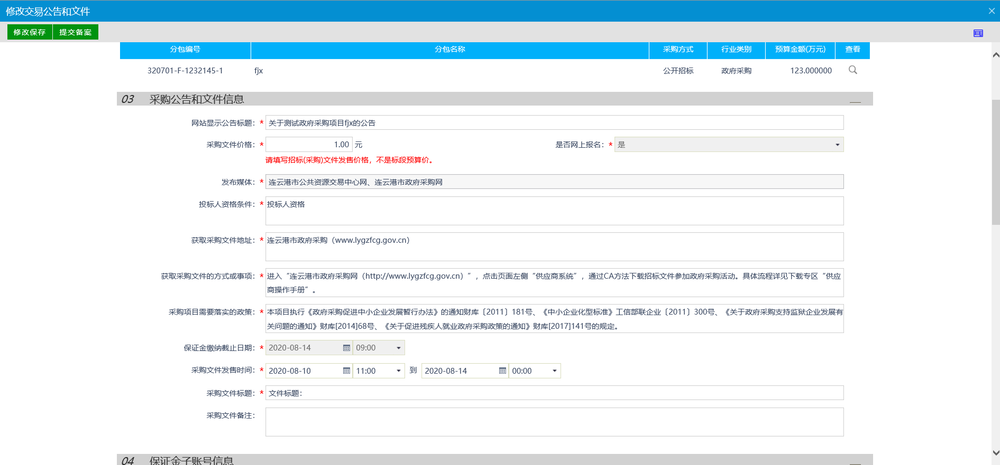 修改交易公告和文件
修改保存 提交备案
分包编号 分包名称 采购方式 行业类别 预算金额(万元) 查看
320701-F-1232145-1 fjx 公开招标 政府采购 123.000000
03 采购公告和文件信息
网站显示公告标题：* 关于测试政府采购项目fjx的公告
采购文件价格：* 1.00 元 是否网上报名：* 是
请填写招标(采购)文件发售价格，不是标段预算价。
发布媒体：* 连云港市公共资源交易中心网、连云港市政府采购网
投标人资格条件：* 投标人资格
获取采购文件地址：* 连云港市政府采购（www.lygzfcg.gov.cn）
获取采购文件的方式或事项：* 进入“连云港市政府采购网（http://www.lygzfcg.gov.cn）”，点击页面左侧“供应商系统”，通过CA方法下载招标文件参加政府采购活动。具体流程详见下载专区“供应
商操作手册”。
采购项目需要落实的政策：* 本项目执行《政府采购促进中小企业发展暂行办法》的通知财库〔2011〕181号、《中小企业化型标准》工信部联企业〔2011〕300号、《关于政府采购支持监狱企业发展有
关问题的通知》财库[2014]68号、《关于促进残疾人就业政府采购政策的通知》财库[2017]141号的规定。
保证金缴纳截止日期：* 2020-08-14 09:00
采购文件发售时间：* 2020-08-10 11:00 到 2020-08-14 00:00
采购文件标题：* 文件标题：
采购文件备注：
04 保证金子账号信息